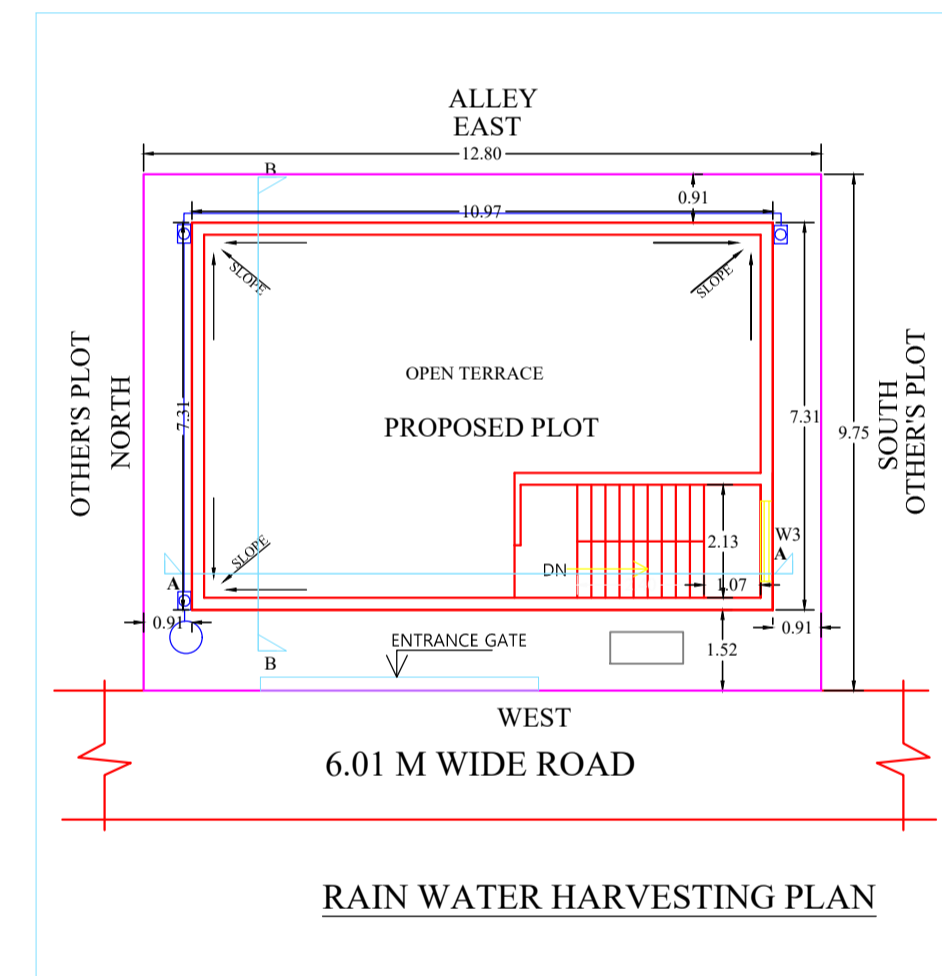 ALLEY
EAST
12.80
B
0.91
10.97
SLOPE
SLOPE
OTHER'S PLOT
NORTH
7.31
OPEN TERRACE
PROPOSED PLOT
7.31
9.75
SOUTH
OTHER'S PLOT
SLOPE
2.13
W3
A
DN
1.07
A
0.91
ENTRANCE GATE
1.52
0.91
B
WEST
6.01 M WIDE ROAD
RAIN WATER HARVESTING PLAN